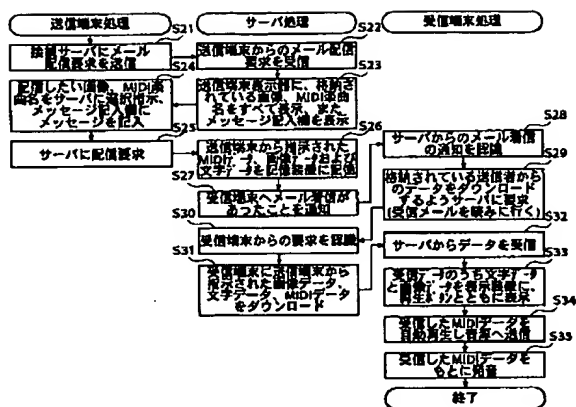 送信端末処理
サーバ処理
受信端末処理
S21
接続サーバにメール
配信要求を送信
S22
送信端末からのメール配信
要求を受信
S23
送信端末表示器に、格納され
ている画像、MIDI楽
曲名をすべて表示、また
メッセージ記入欄を表示
S24
配信したい画像、MIDI楽
曲名をサーバに選択指示、
メッセージ記入欄に
メッセージを記入
S25
サーバに配信要求
S26
送信端末から指示された
MIDIデータ、画像データおよび
文字データを記憶装置に記憶
S27
受信端末へメール着信が
あったことを通知
S28
サーバからのメール着信
の通知を認識
S29
格納されている送信者から
のデータをダウンロード
するようサーバに要求
(受信メールを読みに行く)
S30
受信端末からの要求を認識
S31
受信端末に送信端末から
指示された画像データ、
文字データ、MIDIデータ
をダウンロード
S32
サーバからデータを受信
S33
受信データのうち文字データ
と画像データを表示画像に、
再生ボタンとともに表示
S34
受信したMIDIデータを
自動再生し音源へ送信
S35
受信したMIDIデータを
もとに発音
終了